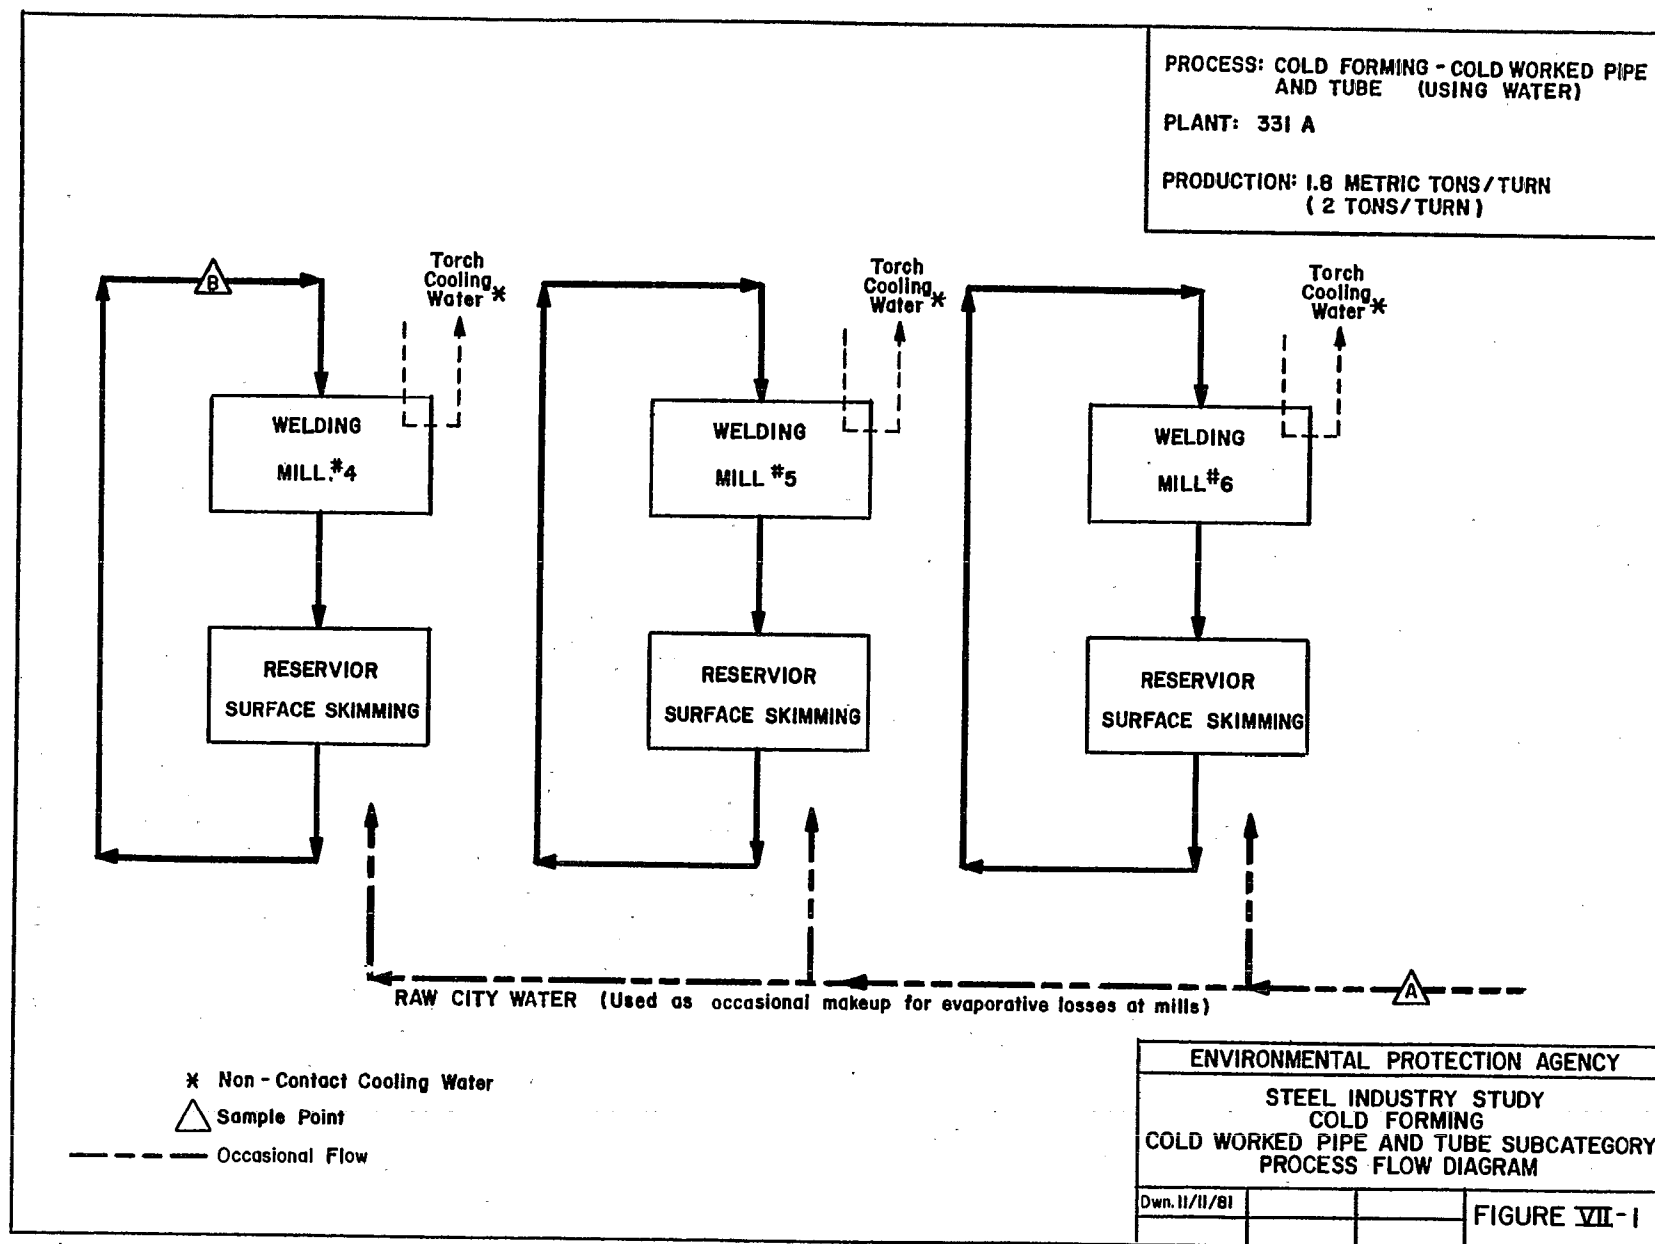 PROCESS: COLD FORMING - COLD WORKED PIPE
AND TUBE (USING WATER)
PLANT: 331 A
PRODUCTION: 1.8 METRIC TONS/TURN
( 2 TONS/TURN )
Torch
Cooling
Water *
Torch
Cooling
Water *
Torch
Cooling
Water *
B
WELDING
MILL #4
WELDING
MILL #5
WELDING
MILL #6
RESERVIOR
SURFACE SKIMMING
RESERVIOR
SURFACE SKIMMING
RESERVIOR
SURFACE SKIMMING
A
RAW CITY WATER (Used as occasional makeup for evaporative losses at mills)
* Non - Contact Cooling Water
Sample Point
Occasional Flow
ENVIRONMENTAL PROTECTION AGENCY
STEEL INDUSTRY STUDY
COLD FORMING
COLD WORKED PIPE AND TUBE SUBCATEGORY
PROCESS FLOW DIAGRAM
Dwn. 11/11/81
FIGURE VII - 1